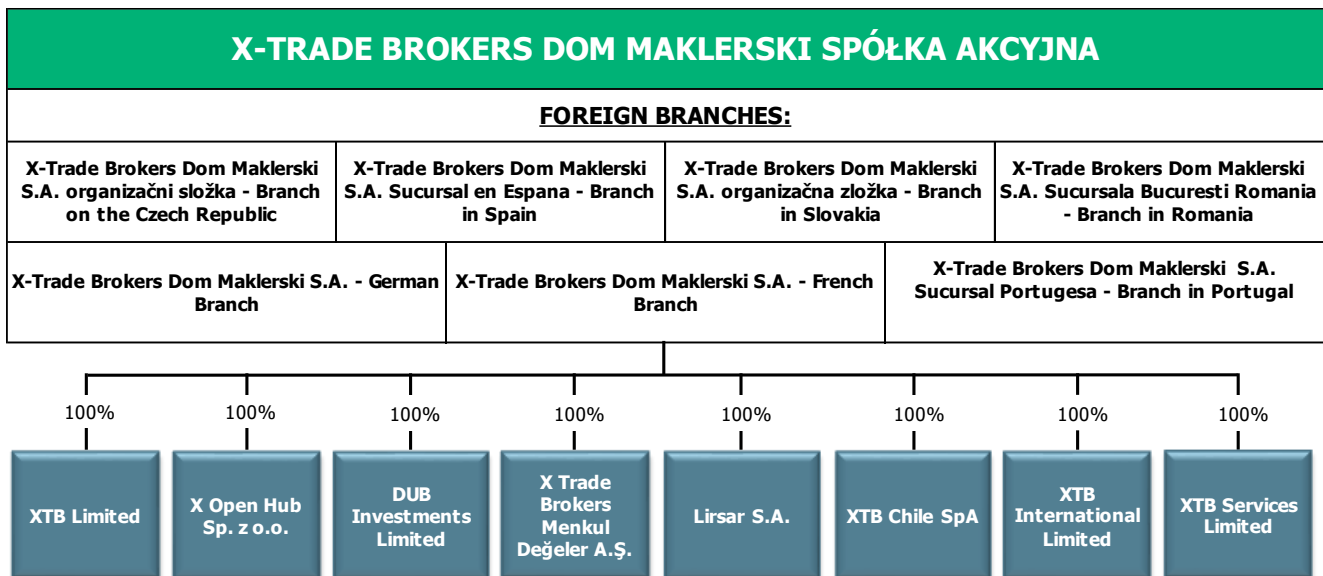 X-TRADE BROKERS DOM MAKLERSKI SPÓŁKA AKCYJNA
FOREIGN BRANCHES:
X-Trade Brokers Dom Maklerski
S.A. organizačni složka - Branch
on the Czech Republic
X-Trade Brokers Dom Maklerski
S.A. Sucursal en Espana - Branch
in Spain
X-Trade Brokers Dom Maklerski
S.A. organizačna zložka - Branch
in Slovakia
X-Trade Brokers Dom Maklerski
S.A. Sucursala Bucuresti Romania
- Branch in Romania
X-Trade Brokers Dom Maklerski S.A. - German
Branch
X-Trade Brokers Dom Maklerski S.A. - French
Branch
X-Trade Brokers Dom Maklerski S.A.
Sucursal Portugesa - Branch in Portugal
100%
100%
100%
100%
100%
100%
100%
100%
XTB Limited
X Open Hub
Sp. z o.o.
DUB
Investments
Limited
X Trade
Brokers
Menkul
Değeler A.Ş.
Lirsar S.A.
XTB Chile SpA
XTB
International
Limited
XTB Services
Limited